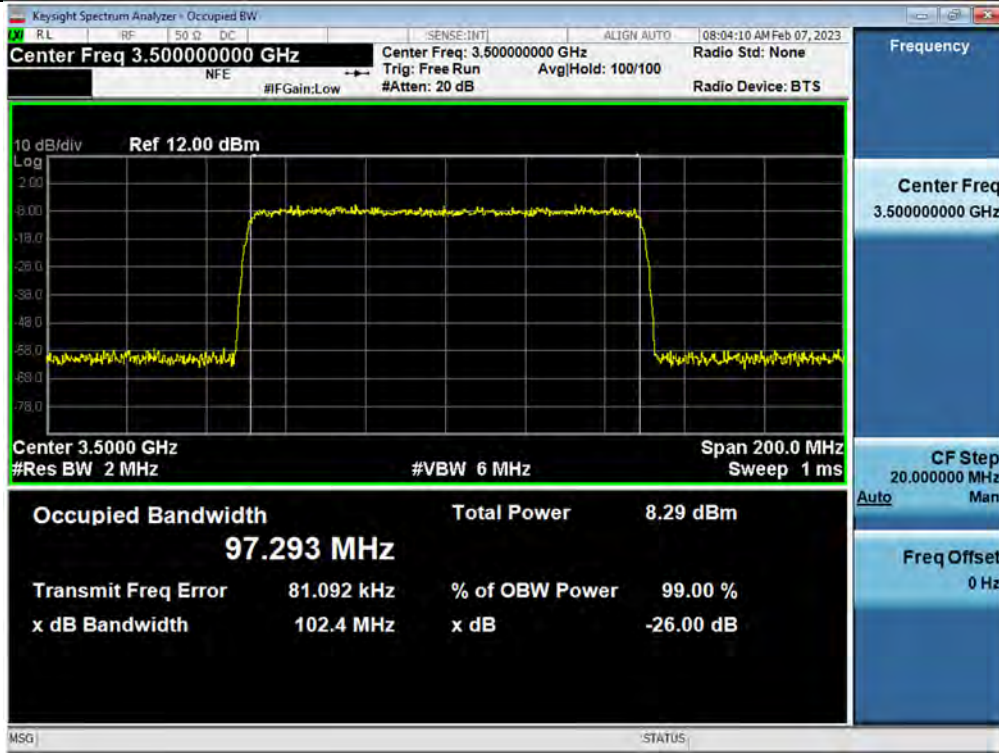 Keysight Spectrum Analyzer - Occupied BW
LXI RL RF 50 Ω DC SENSE:INT ALIGN AUTO 08:04:10 AM Feb 07, 2023
Center Freq 3.500000000 GHz
NFE
#IFGain:Low
Center Freq: 3.500000000 GHz
Trig: Free Run Avg|Hold: 100/100
#Atten: 20 dB
Radio Std: None
Radio Device: BTS
10 dB/div Ref 12.00 dBm
Log
2.00
-8.00
-18.0
-28.0
-38.0
-48.0
-58.0
-68.0
-78.0
Center 3.5000 GHz Span 200.0 MHz
#Res BW 2 MHz #VBW 6 MHz Sweep 1 ms
Occupied Bandwidth Total Power 8.29 dBm
97.293 MHz
Transmit Freq Error 81.092 kHz % of OBW Power 99.00 %
x dB Bandwidth 102.4 MHz x dB -26.00 dB
MSG STATUS
Frequency
Center Freq
3.500000000 GHz
CF Step
20.000000 MHz
Auto Man
Freq Offset
0 Hz